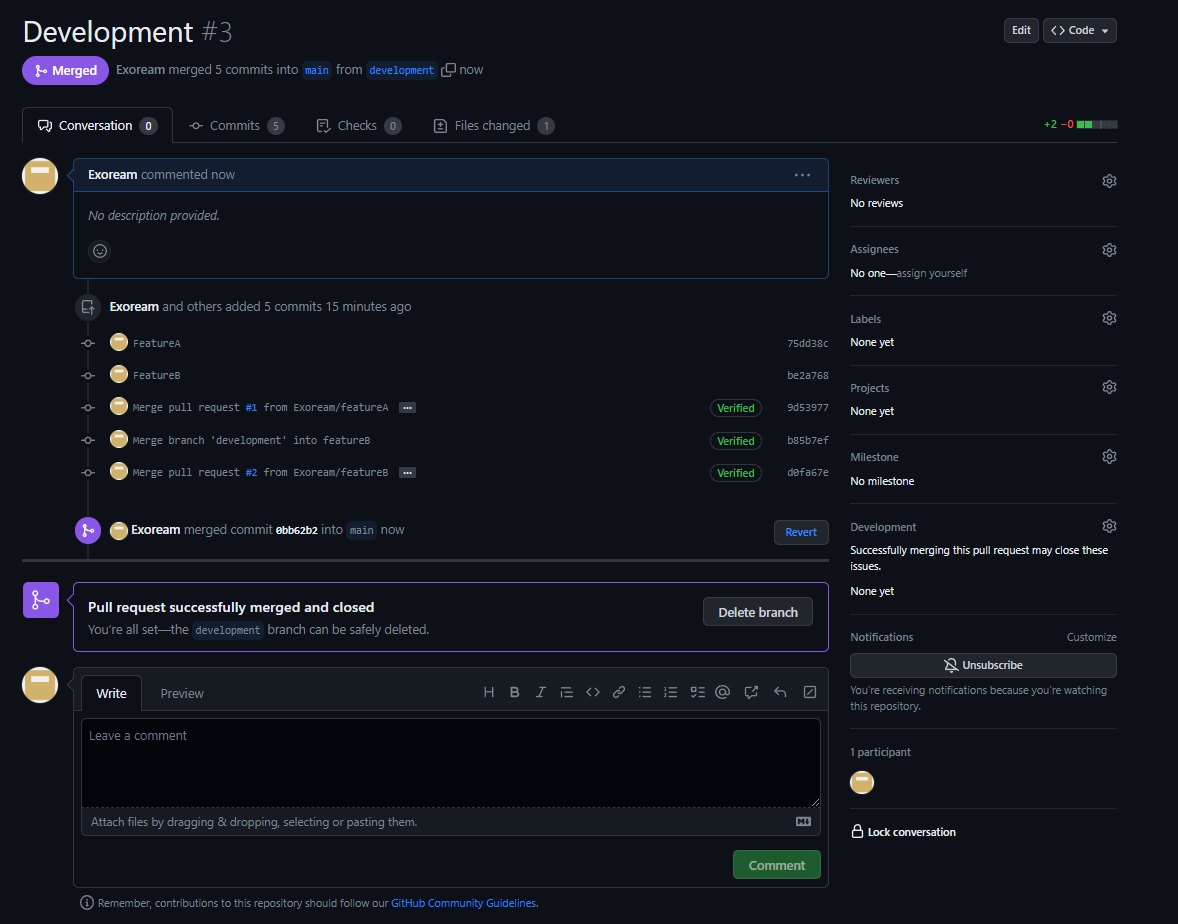 Development #3
Edit
Code
Merged
Exoream merged 5 commits into main from development now
Conversation 0
Commits 5
Checks 0
Files changed 1
+2 −0
Exoream commented now
No description provided.
Exoream and others added 5 commits 15 minutes ago
FeatureA 75dd38c
FeatureB be2a768
Merge pull request #1 from Exoream/featureA Verified 9d53977
Merge branch 'development' into featureB Verified b85b7ef
Merge pull request #2 from Exoream/featureB Verified d0fa67e
Exoream merged commit 0bb62b2 into main now
Revert
Pull request successfully merged and closed
You're all set—the development branch can be safely deleted.
Delete branch
Write
Preview
H B I
Leave a comment
Attach files by dragging & dropping, selecting or pasting them.
Comment
Remember, contributions to this repository should follow our GitHub Community Guidelines.
Reviewers
No reviews
Assignees
No one—assign yourself
Labels
None yet
Projects
None yet
Milestone
No milestone
Development
Successfully merging this pull request may close these
issues.
None yet
Notifications
Customize
Unsubscribe
You're receiving notifications because you're watching
this repository.
1 participant
Lock conversation